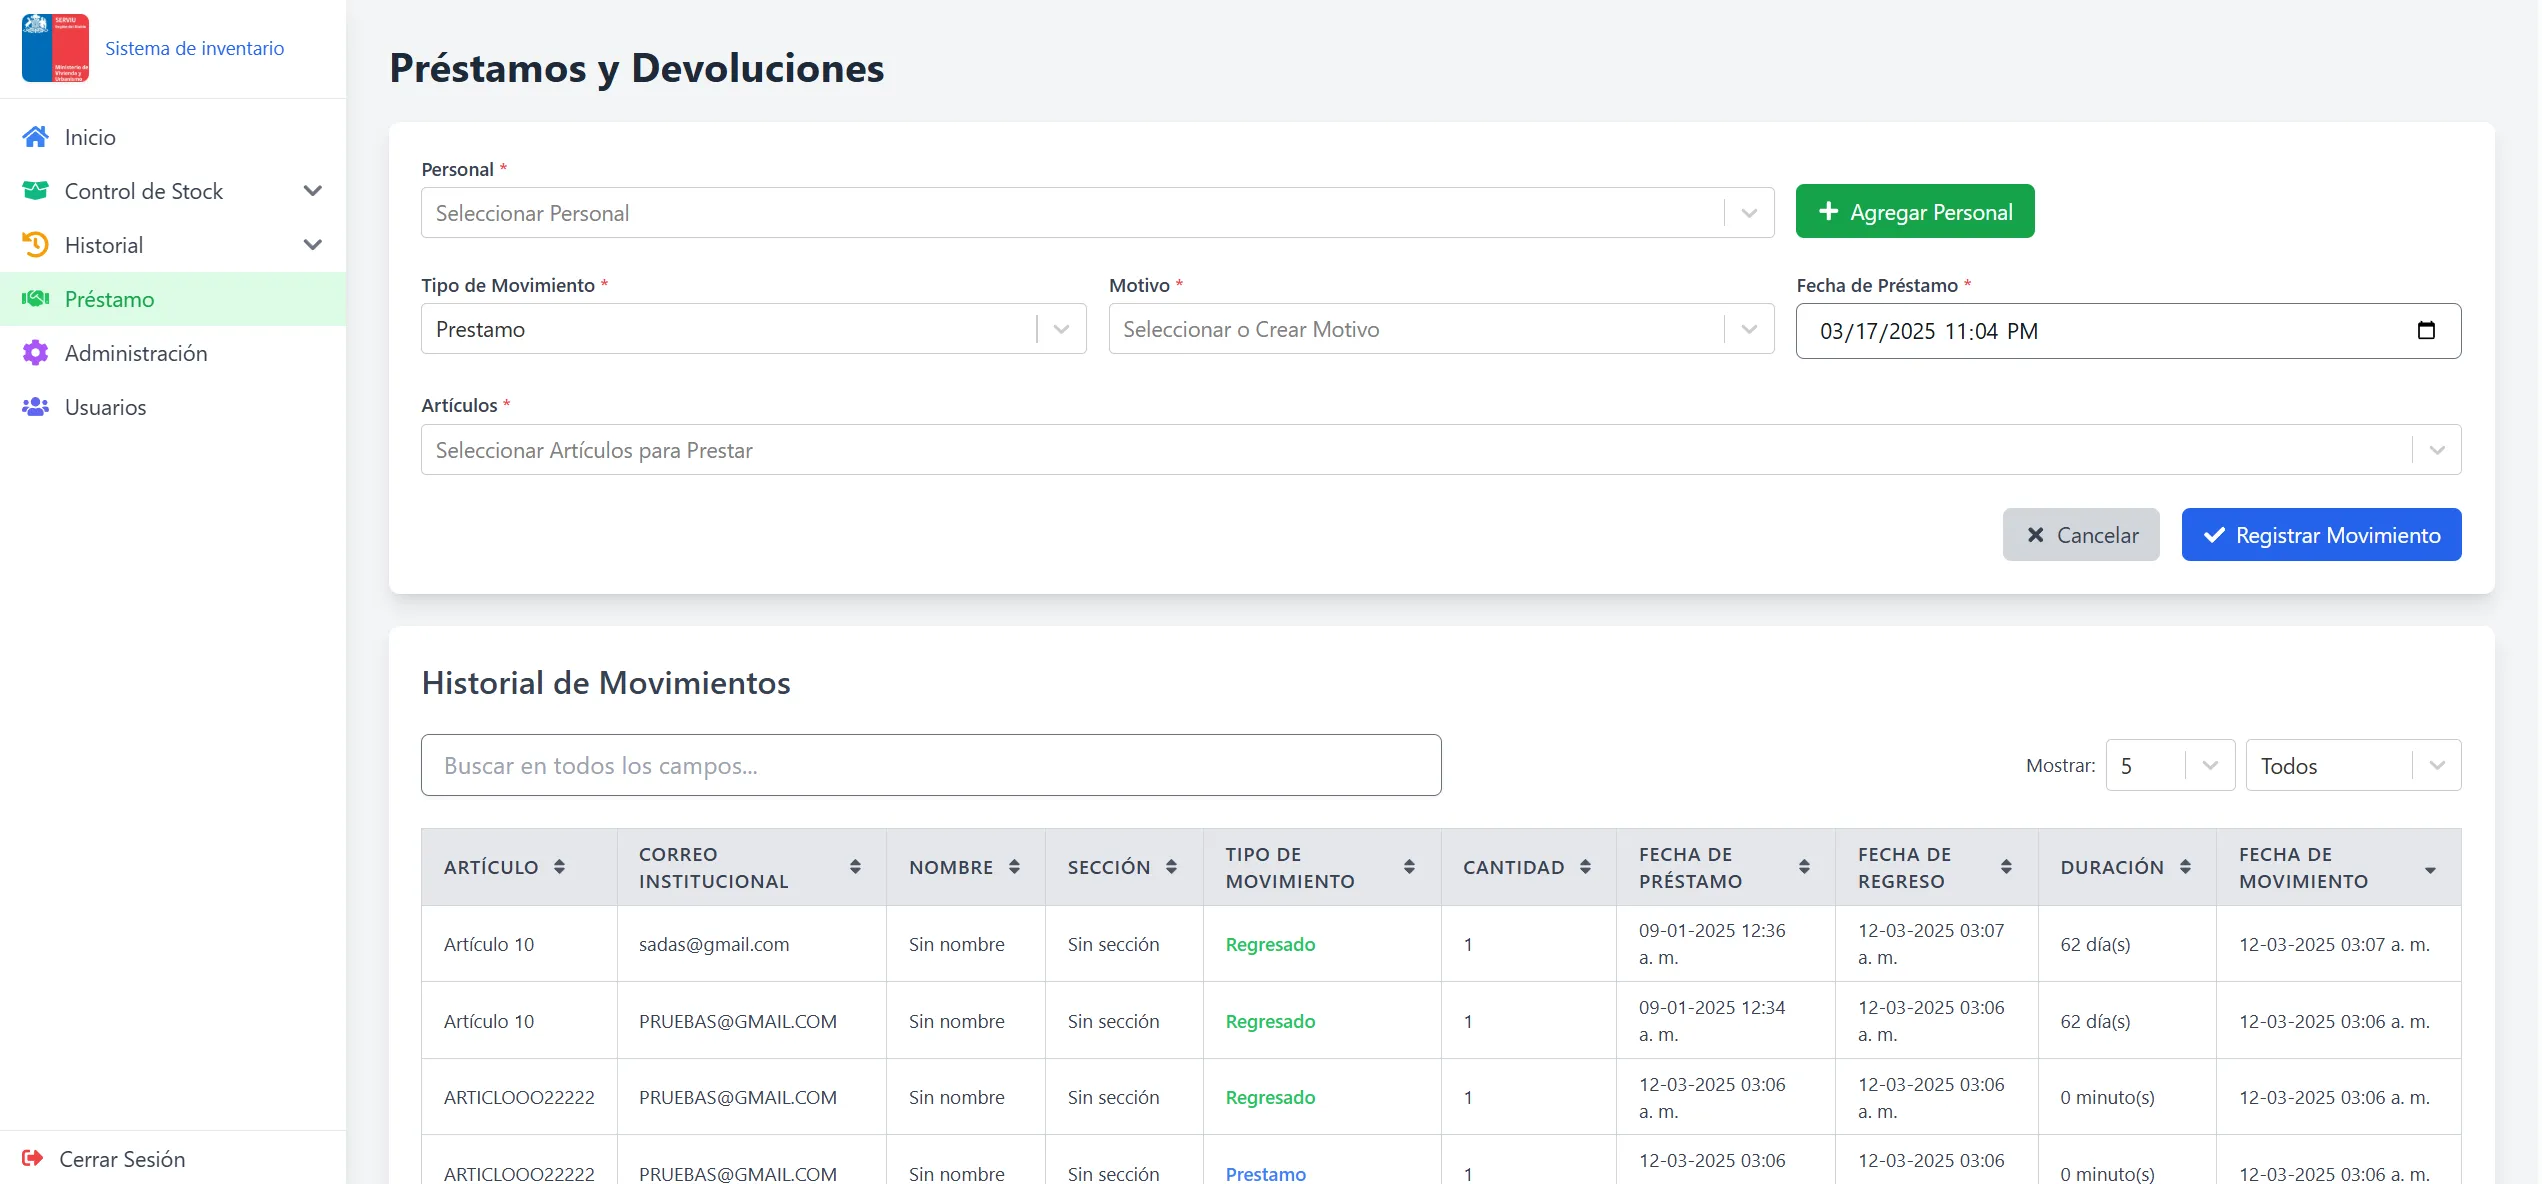 SERVIU
Ministerio de
Vivienda y
Urbanismo
Sistema de inventario
Inicio
Control de Stock
Historial
Préstamo
Administración
Usuarios
Cerrar Sesión
Préstamos y Devoluciones
Personal *
Seleccionar Personal
Agregar Personal
Tipo de Movimiento * Motivo * Fecha de Préstamo *
Prestamo Seleccionar o Crear Motivo 03/17/2025 11:04 PM
Artículos *
Seleccionar Artículos para Prestar
Cancelar Registrar Movimiento
Historial de Movimientos
Buscar en todos los campos... Mostrar: 5 Todos
ARTÍCULO CORREO INSTITUCIONAL NOMBRE SECCIÓN TIPO DE MOVIMIENTO CANTIDAD FECHA DE PRÉSTAMO FECHA DE REGRESO DURACIÓN FECHA DE MOVIMIENTO
Artículo 10 sadas@gmail.com Sin nombre Sin sección Regresado 1 09-01-2025 12:36 a. m. 12-03-2025 03:07 a. m. 62 día(s) 12-03-2025 03:07 a. m.
Artículo 10 PRUEBAS@GMAIL.COM Sin nombre Sin sección Regresado 1 09-01-2025 12:34 a. m. 12-03-2025 03:06 a. m. 62 día(s) 12-03-2025 03:06 a. m.
ARTICLOOO22222 PRUEBAS@GMAIL.COM Sin nombre Sin sección Regresado 1 12-03-2025 03:06 a. m. 12-03-2025 03:06 a. m. 0 minuto(s) 12-03-2025 03:06 a. m.
ARTICLOOO22222 PRUEBAS@GMAIL.COM Sin nombre Sin sección Prestamo 1 12-03-2025 03:06 12-03-2025 03:06 0 minuto(s) 12-03-2025 03:06 a. m.